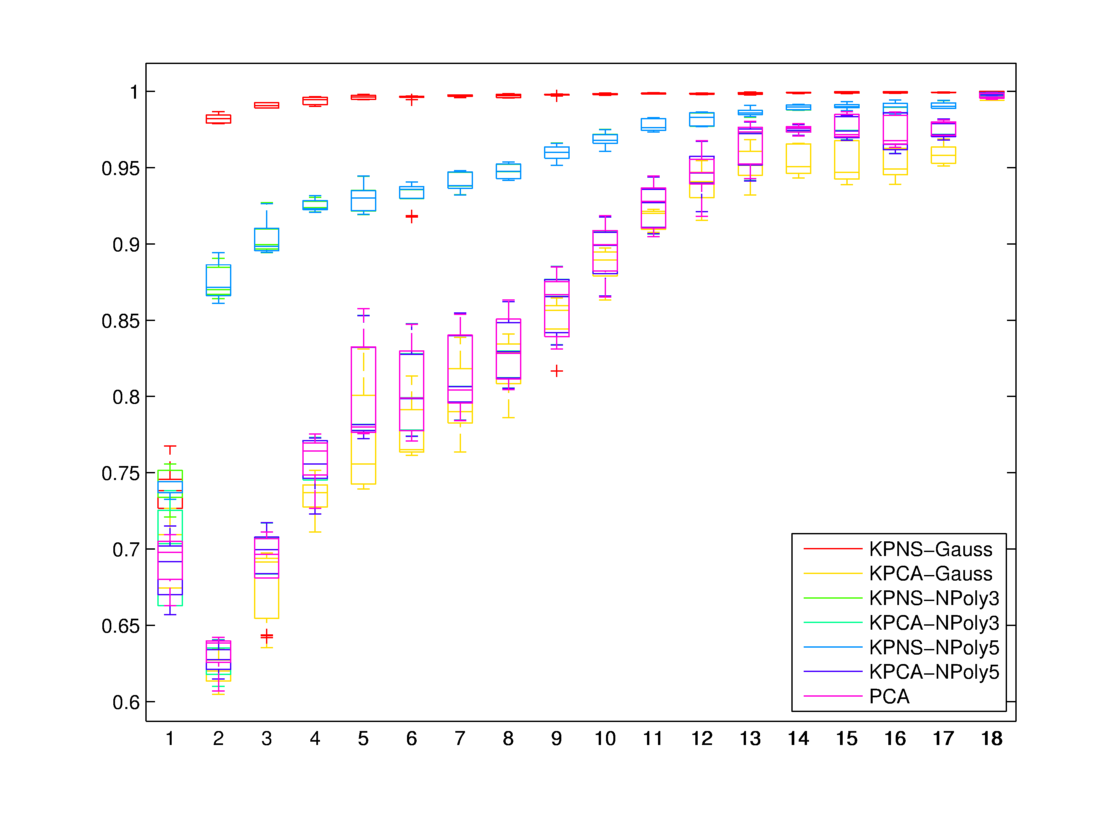 1
0.95
0.9
0.85
0.8
0.75
0.7
0.65
0.6
1 2 3 4 5 6 7 8 9 10 11 12 13 14 15 16 17 18
KPNS−Gauss
KPCA−Gauss
KPNS−NPoly3
KPCA−NPoly3
KPNS−NPoly5
KPCA−NPoly5
PCA